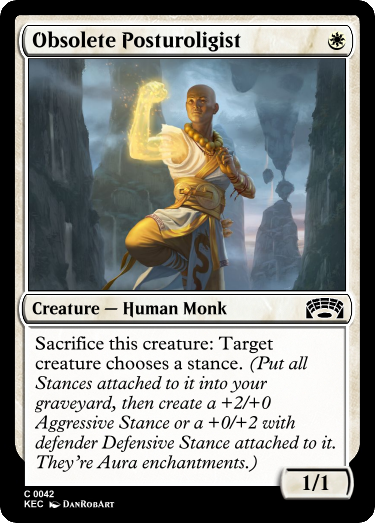 Obsolete Posturoligist
Creature — Human Monk
Sacrifice this creature: Target
creature chooses a stance. (Put all
Stances attached to it into your
graveyard, then create a +2/+0
Aggressive Stance or a +0/+2 with
defender Defensive Stance attached to it.
They're Aura enchantments.)
1/1
C 0042
KEC DanRobArt